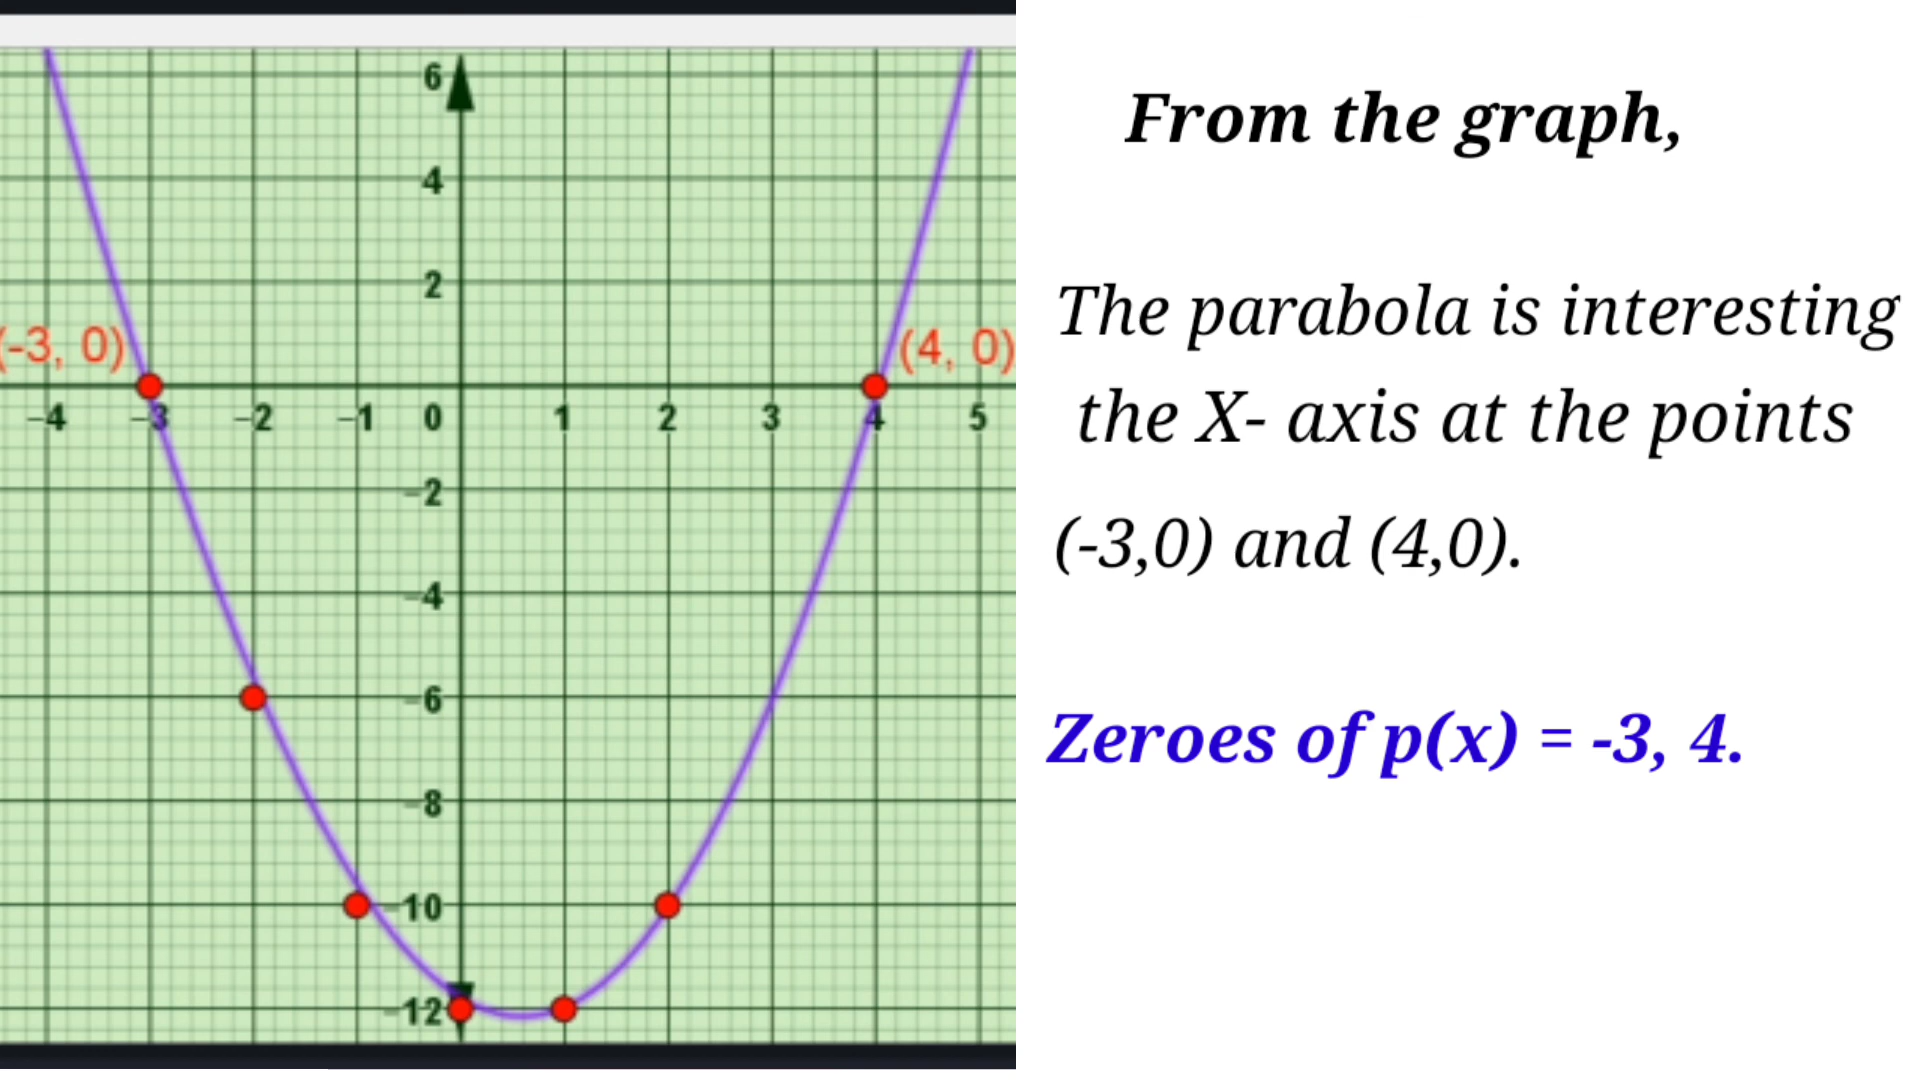 6
4
2
(-3, 0)
(4, 0)
-4 -3 -2 -1 0 1 2 3 4 5
-2
-4
-6
-8
-10
-12
From the graph,
The parabola is interesting
the X- axis at the points
(-3,0) and (4,0).
Zeroes of p(x) = -3, 4.